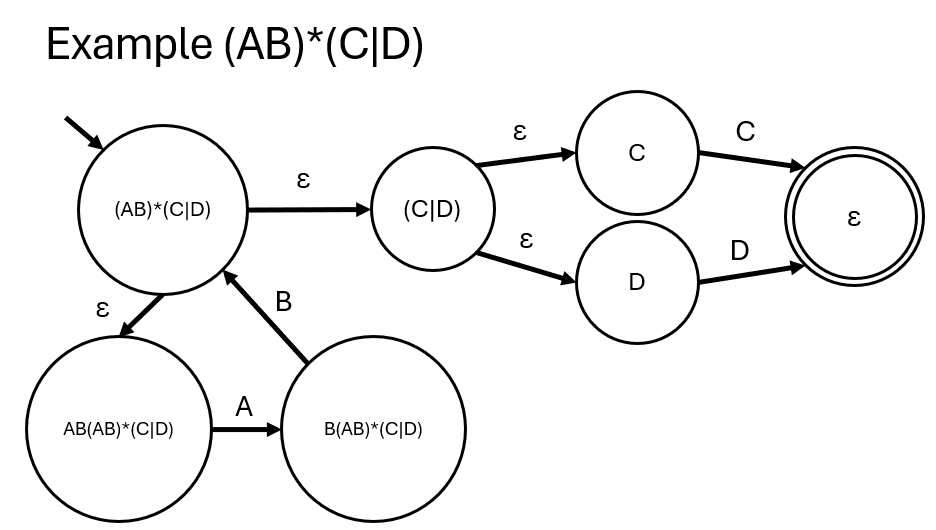 Example (AB)*(C|D)
ε
C
C
(AB)*(C|D)
ε
(C|D)
ε
ε
D
D
ε
B
AB(AB)*(C|D)
A
B(AB)*(C|D)